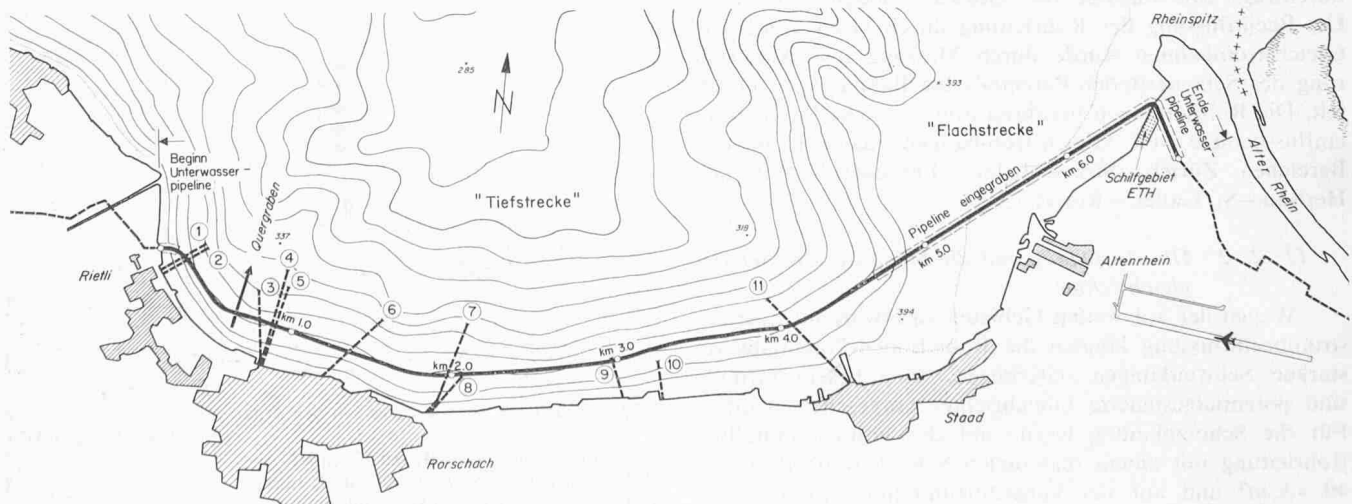 Rheinspitz
285
N
393
"Flachstrecke"
Ende
Unterwasser-
pipeline
Alter Rhein
Beginn
Unterwasser-
pipeline
Quergraben
337
"Tiefstrecke"
318
Pipeline eingegraben
km 6.0
Schilfgebiet
ETH
km 5.0
Altenrhein
Rietli
1
2
3
4
5
6
7
8
9
10
11
km 1.0
km 2.0
km 3.0
km 4.0
394
Staad
Rorschach